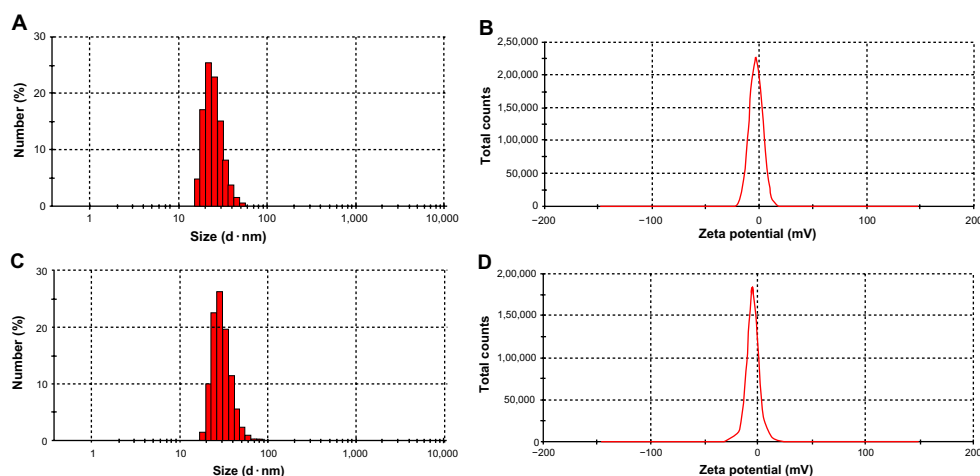 A
30
20
10
0
Number (%)
1 10 100 1,000 10,000
Size (d·nm)
B
2,50,000
2,00,000
1,50,000
1,00,000
50,000
0
Total counts
−200 −100 0 100 200
Zeta potential (mV)
C
30
20
10
0
Number (%)
1 10 100 1,000 10,000
Size (d·nm)
D
2,00,000
1,50,000
1,00,000
50,000
0
Total counts
−200 −100 0 100 200
Zeta potential (mV)